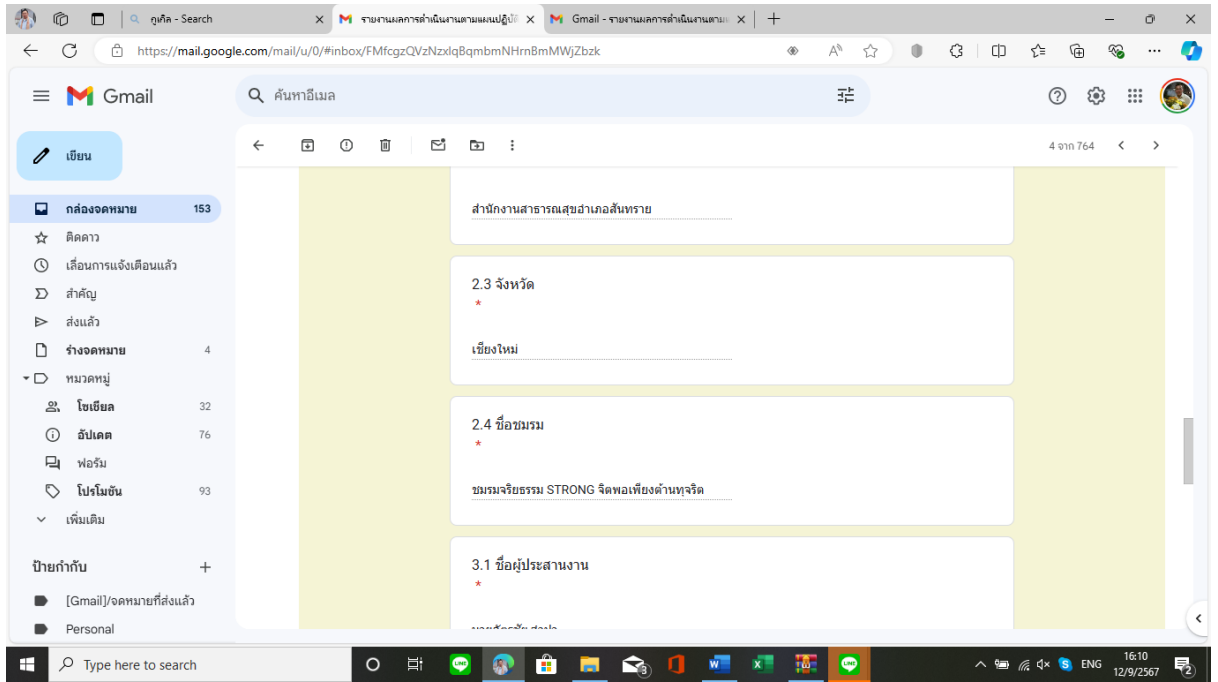 กูเกิล - Search
รายงานผลการดำเนินงานตามแผนปฏิบัติ
Gmail - รายงานผลการดำเนินงานตามแ
https://mail.google.com/mail/u/0/#inbox/FMfcgzQVzNzxlqBqmbmNHrnBmMWjZbzk
Gmail
ค้นหาอีเมล
เขียน
4 จาก 764
กล่องจดหมาย 153
ติดดาว
เลื่อนการแจ้งเตือนแล้ว
สำคัญ
ส่งแล้ว
ร่างจดหมาย 4
หมวดหมู่
โซเชียล 32
อัปเดต 76
ฟอรัม
โปรโมชัน 93
เพิ่มเติม
ป้ายกำกับ
[Gmail]/จดหมายที่ส่งแล้ว
Personal
สำนักงานสาธารณสุขอำเภอสันทราย
2.3 จังหวัด
*
เชียงใหม่
2.4 ชื่อชมรม
*
ชมรมจริยธรรม STRONG จิตพอเพียงต้านทุจริต
3.1 ชื่อผู้ประสานงาน
*
Type here to search
ENG
16:10
12/9/2567